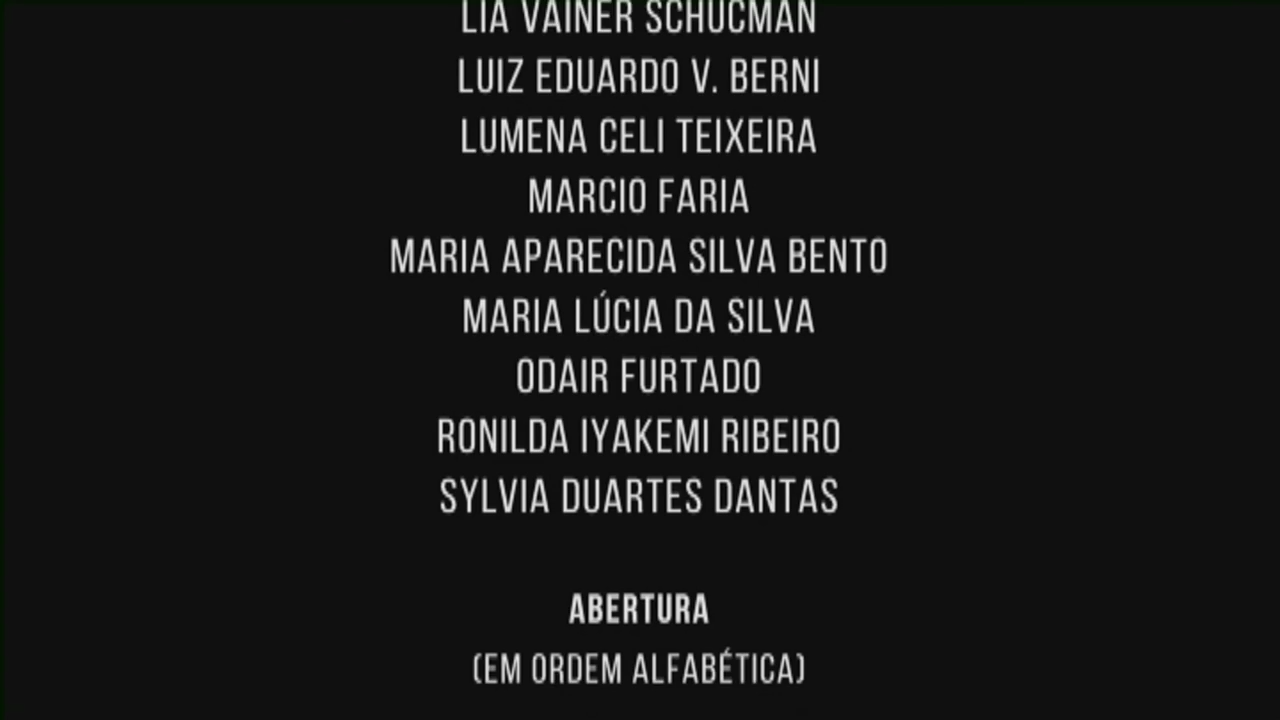 LIA VAINER SCHUCMAN
LUIZ EDUARDO V. BERNI
LUMENA CELI TEIXEIRA
MARCIO FARIA
MARIA APARECIDA SILVA BENTO
MARIA LÚCIA DA SILVA
ODAIR FURTADO
RONILDA IYAKEMI RIBEIRO
SYLVIA DUARTES DANTAS
ABERTURA
(EM ORDEM ALFABÉTICA)